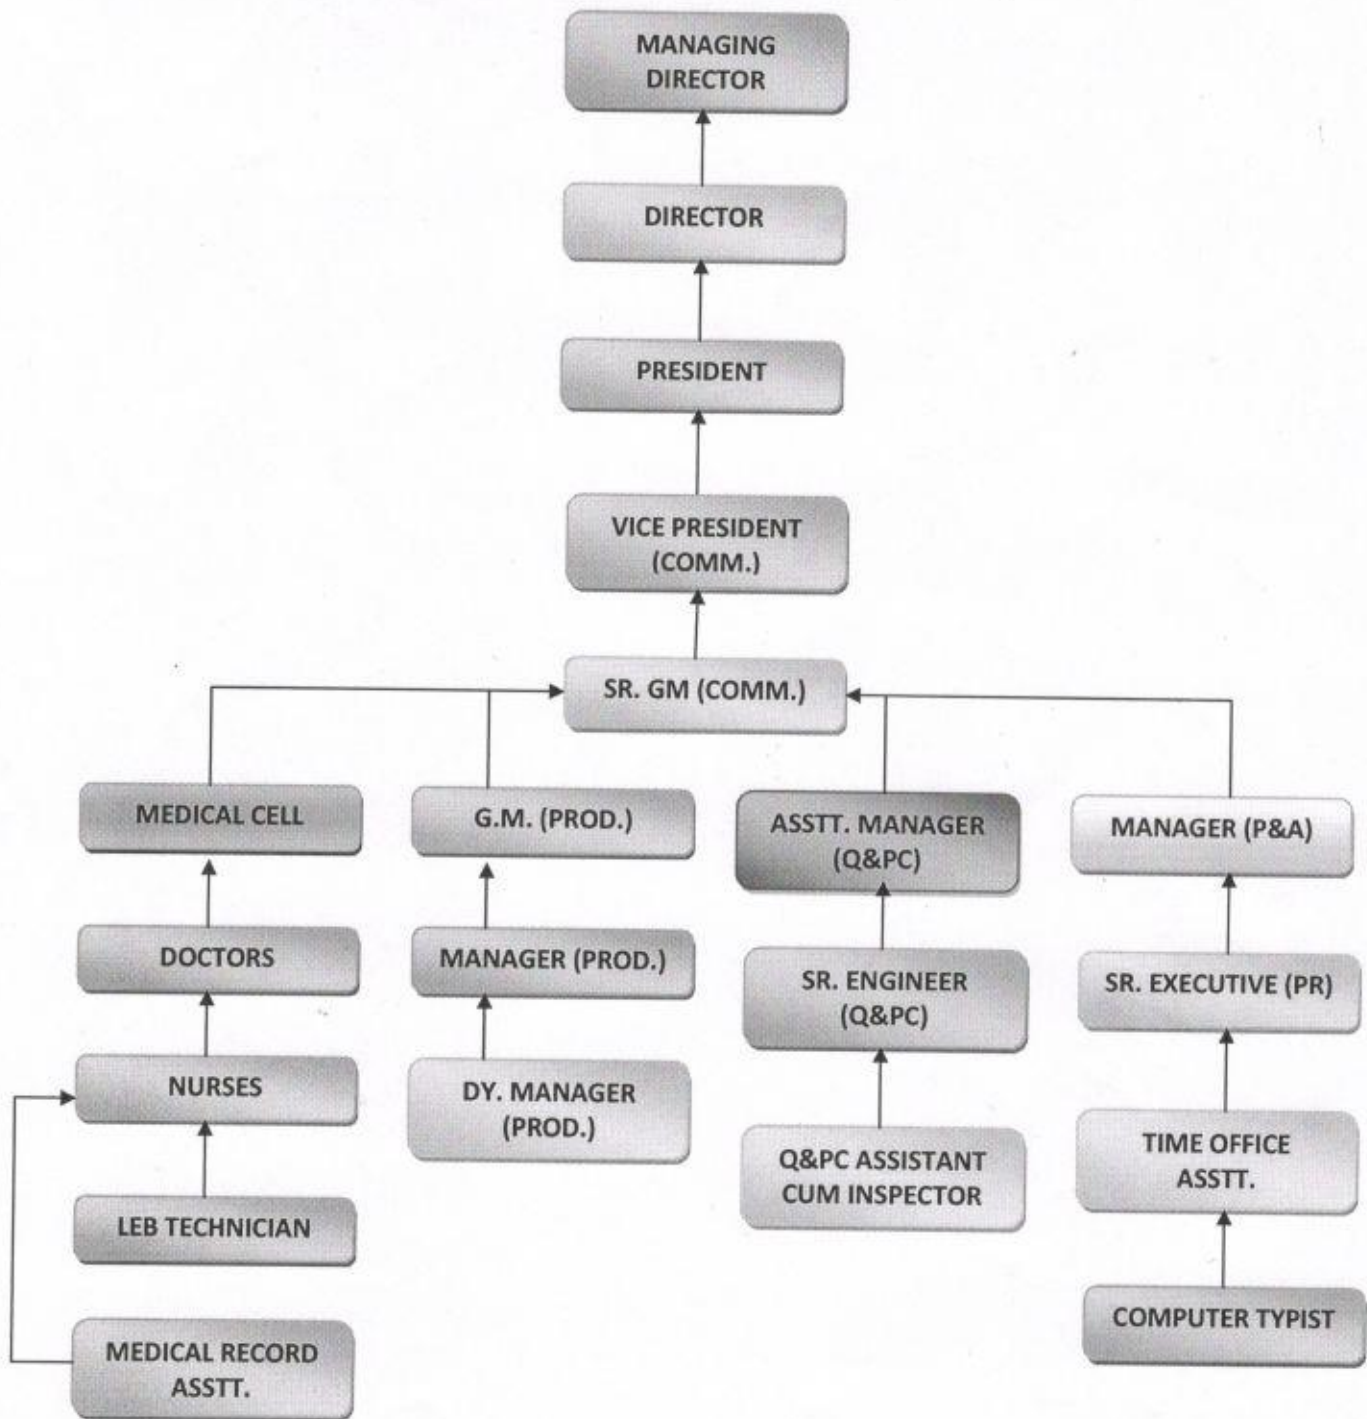 MANAGING
DIRECTOR
DIRECTOR
PRESIDENT
VICE PRESIDENT
(COMM.)
SR. GM (COMM.)
MEDICAL CELL
DOCTORS
NURSES
LEB TECHNICIAN
MEDICAL RECORD
ASSTT.
G.M. (PROD.)
MANAGER (PROD.)
DY. MANAGER
(PROD.)
ASSTT. MANAGER
(Q&PC)
SR. ENGINEER
(Q&PC)
Q&PC ASSISTANT
CUM INSPECTOR
MANAGER (P&A)
SR. EXECUTIVE (PR)
TIME OFFICE
ASSTT.
COMPUTER TYPIST